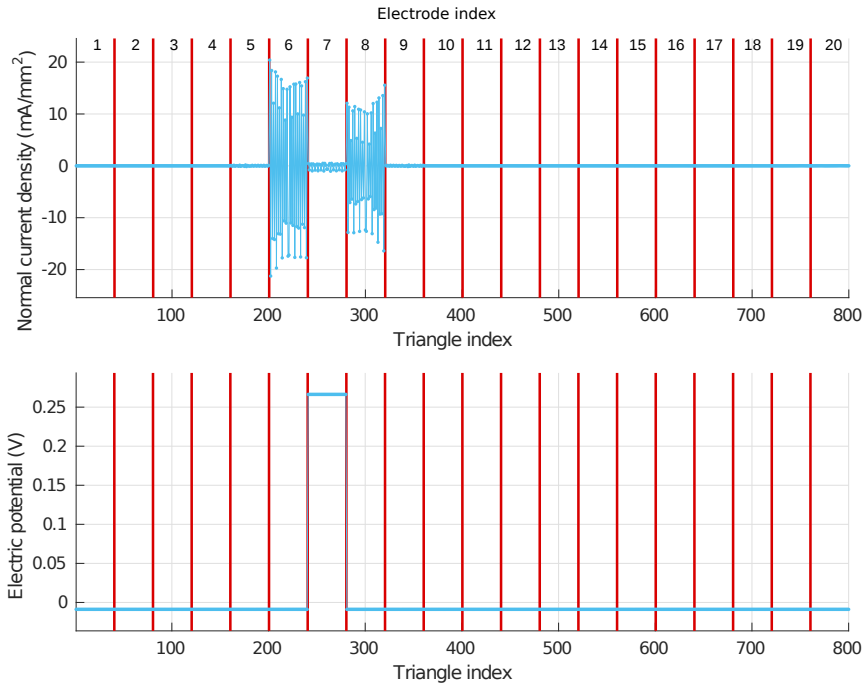 Electrode index
1 2 3 4 5 6 7 8 9 10 11 12 13 14 15 16 17 18 19 20
20
10
0
-10
-20
Normal current density (mA/mm²)
100 200 300 400 500 600 700 800
Triangle index
0.25
0.2
0.15
0.1
0.05
0
Electric potential (V)
100 200 300 400 500 600 700 800
Triangle index